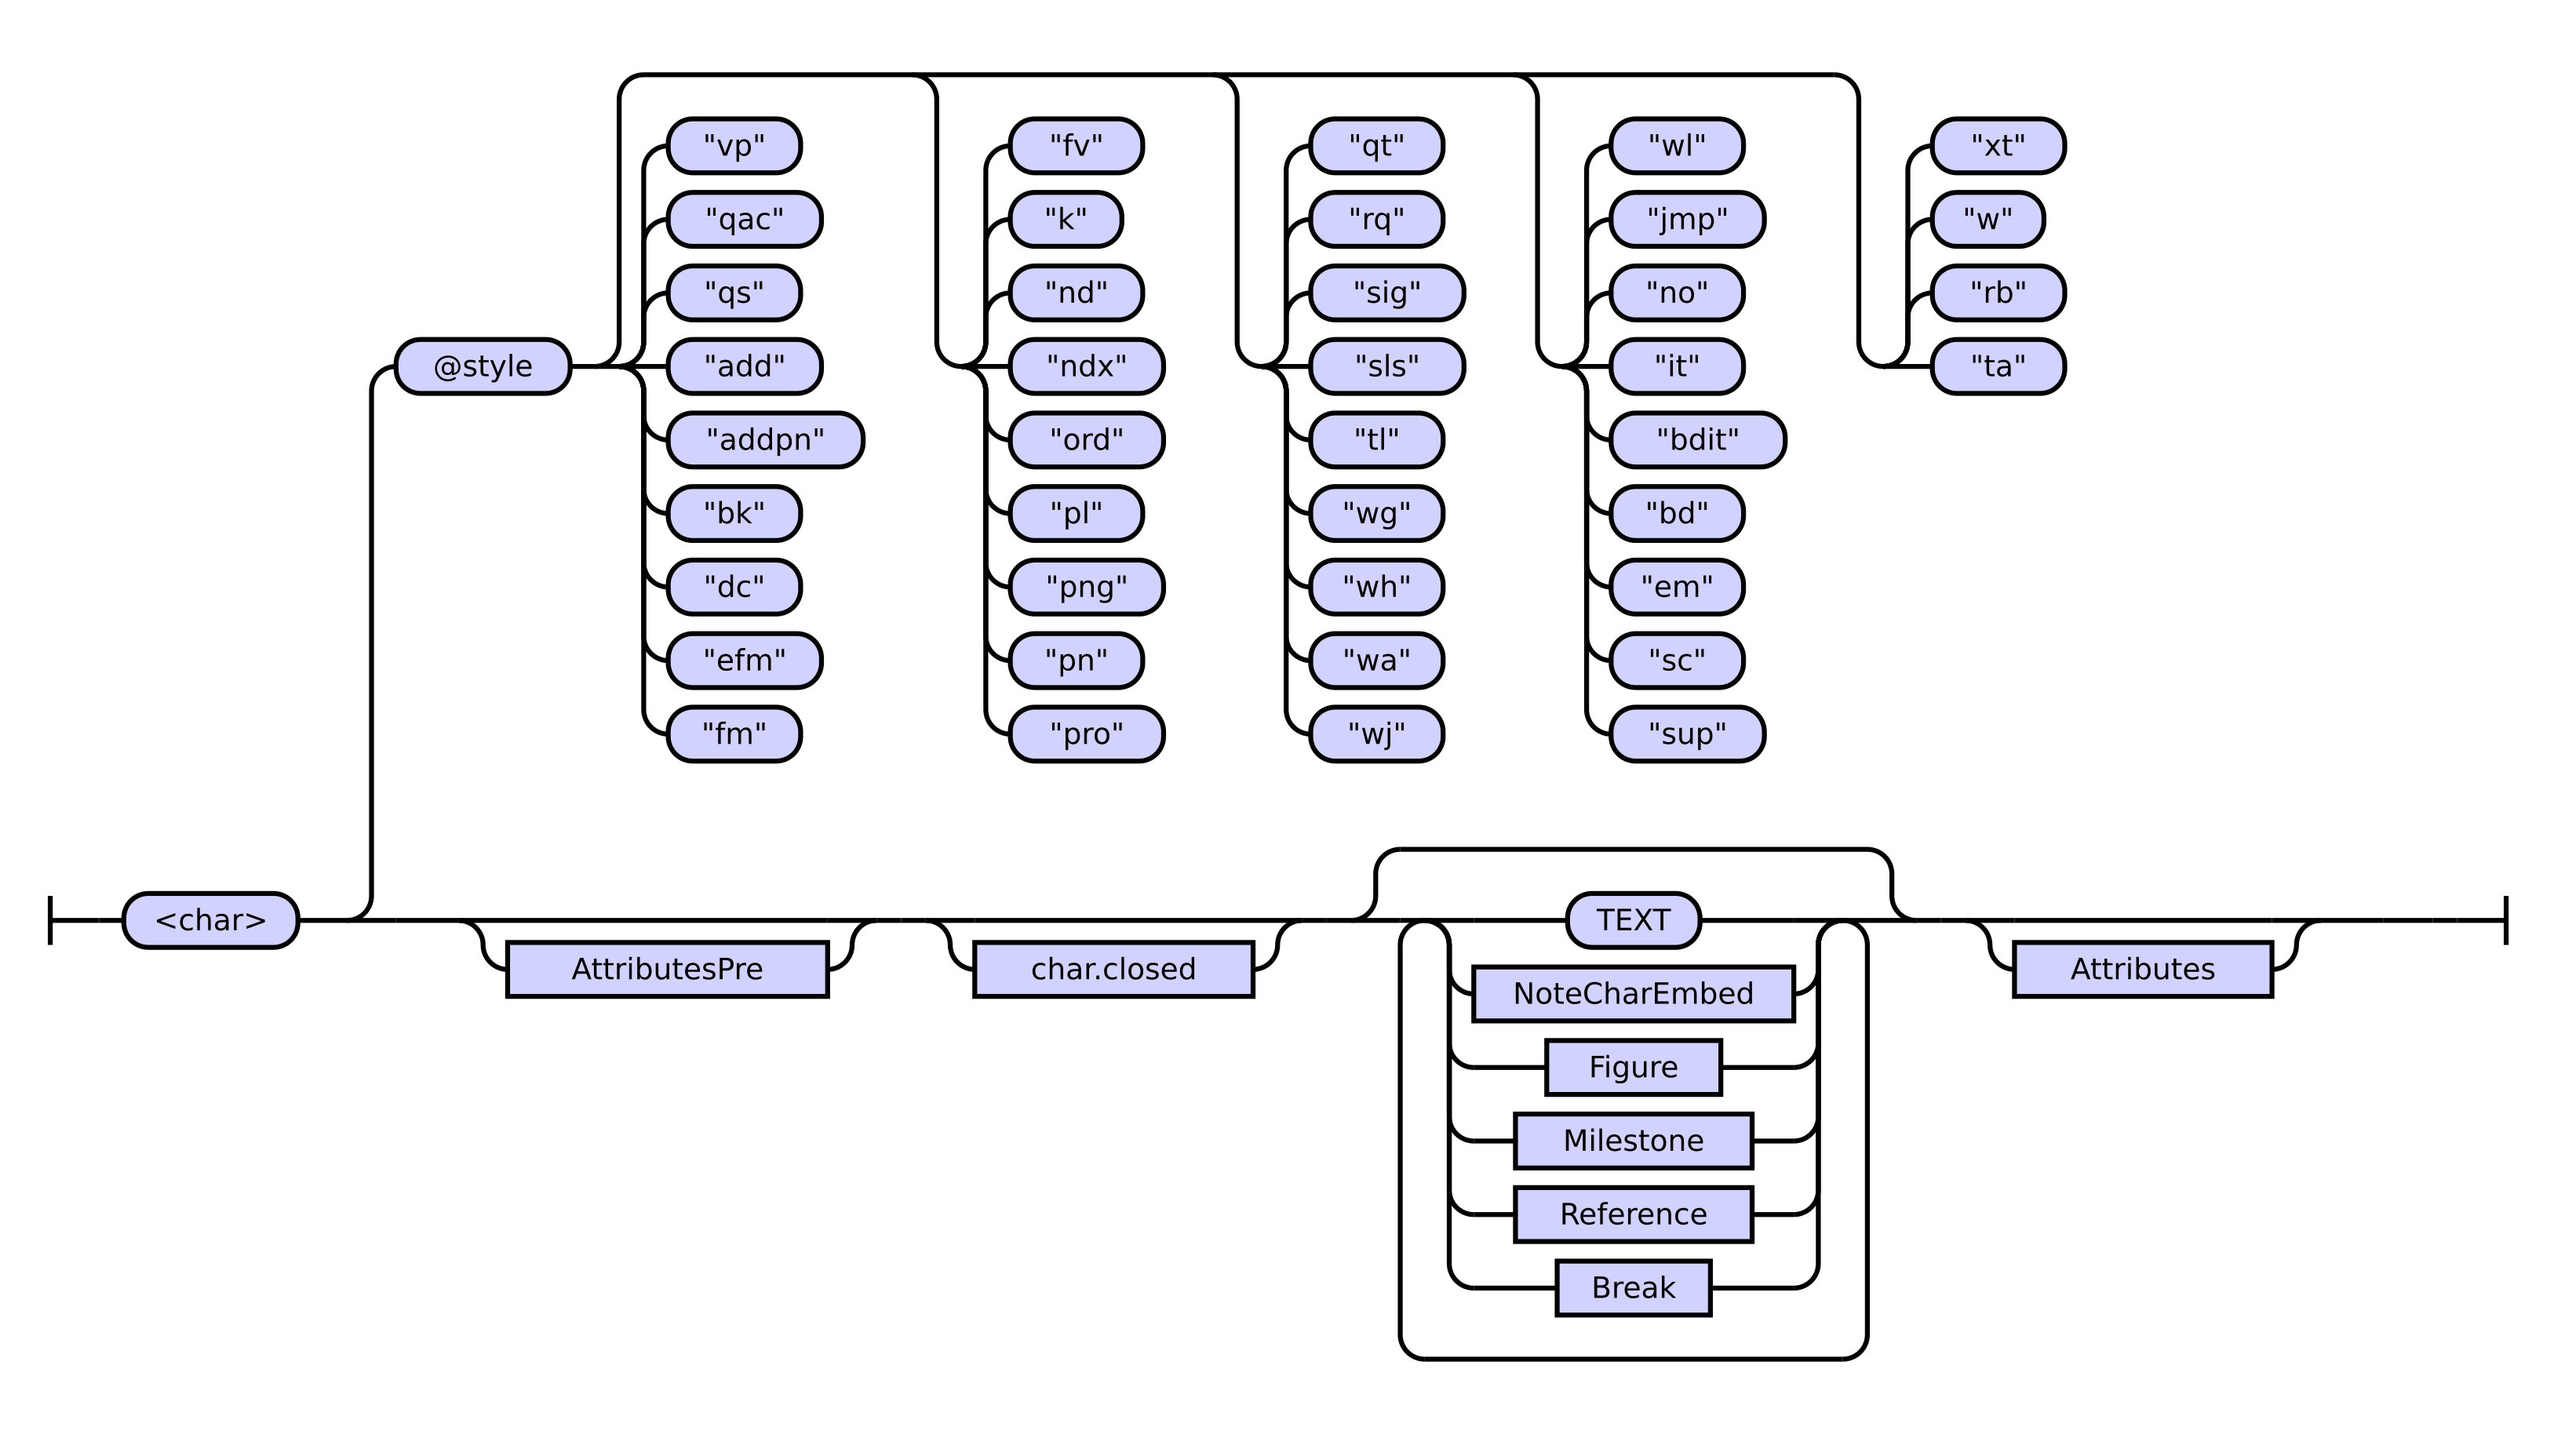 "vp"
"qac"
"qs"
"add"
"addpn"
"bk"
"dc"
"efm"
"fm"
"fv"
"k"
"nd"
"ndx"
"ord"
"pl"
"png"
"pn"
"pro"
"qt"
"rq"
"sig"
"sls"
"tl"
"wg"
"wh"
"wa"
"wj"
"wl"
"jmp"
"no"
"it"
"bdit"
"bd"
"em"
"sc"
"sup"
"xt"
"w"
"rb"
"ta"
@style
<char>
AttributesPre
char.closed
TEXT
NoteCharEmbed
Figure
Milestone
Reference
Break
Attributes